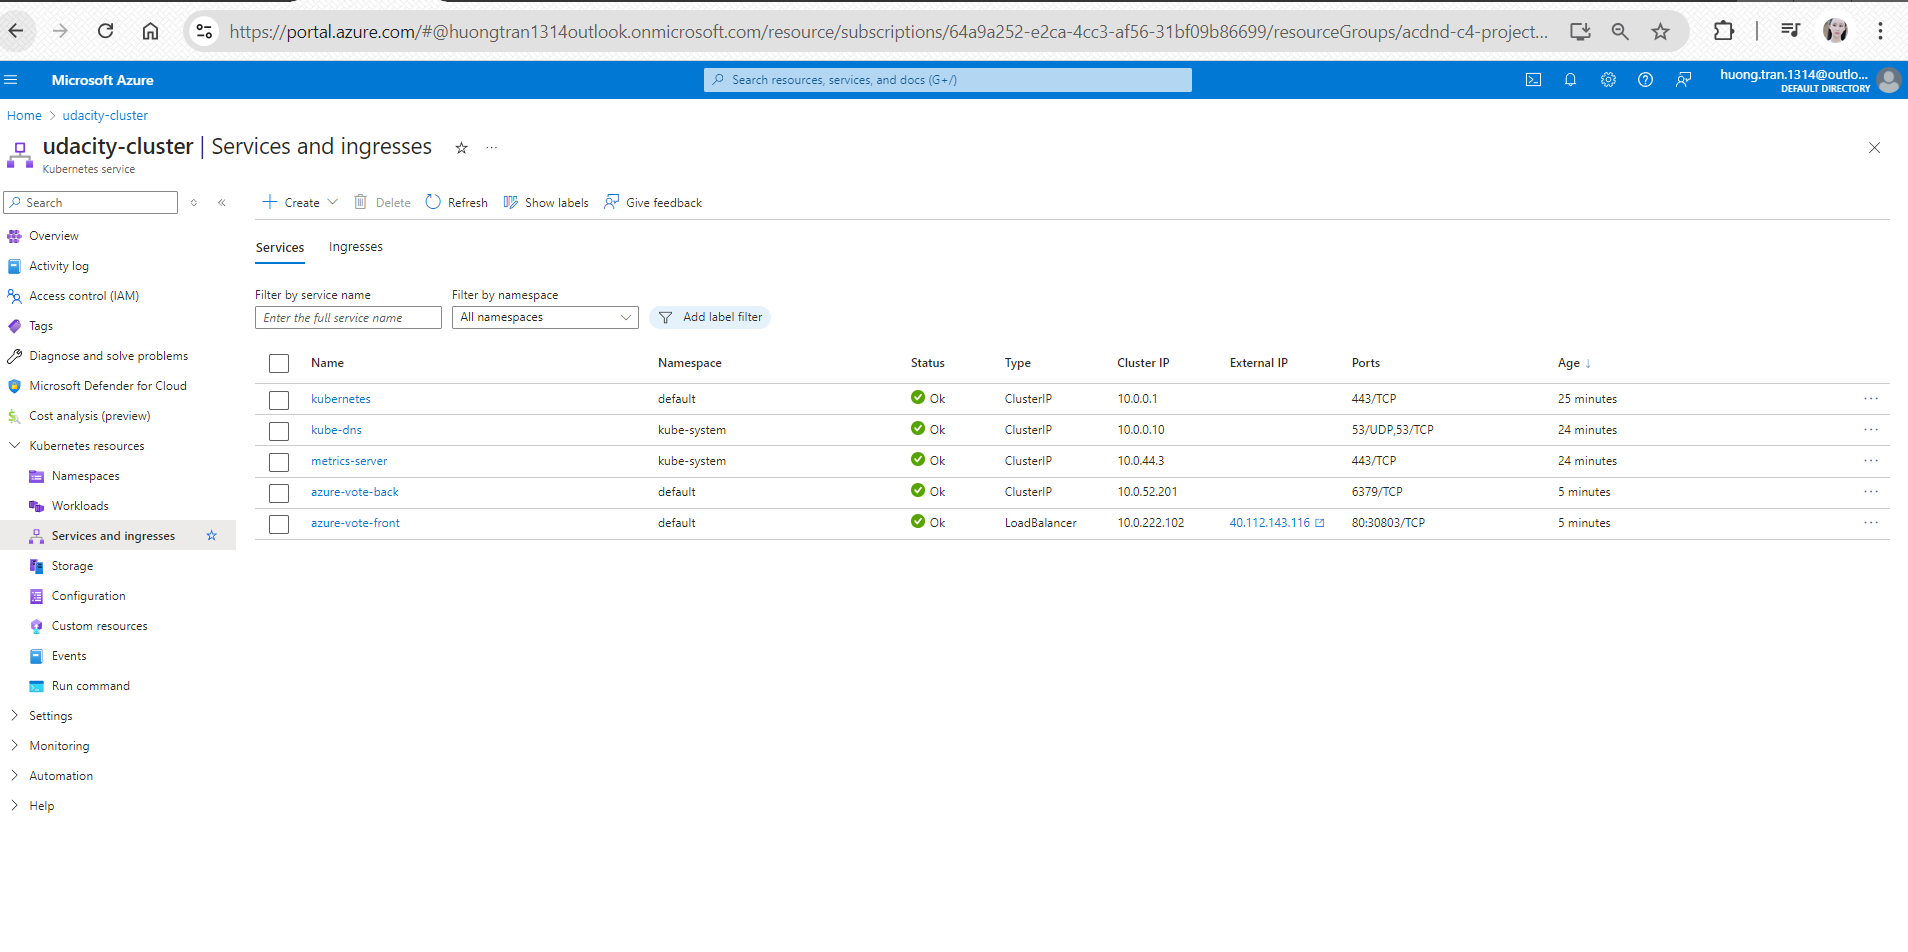 https://portal.azure.com/#@huongtran1314outlook.onmicrosoft.com/resource/subscriptions/64a9a252-e2ca-4cc3-af56-31bf09b86699/resourceGroups/acdnd-c4-project...
Microsoft Azure
Search resources, services, and docs (G+/)
huong.tran.1314@outlo...
DEFAULT DIRECTORY
Home > udacity-cluster
udacity-cluster | Services and ingresses
Kubernetes service
Search
Create Delete Refresh Show labels Give feedback
Overview
Activity log
Access control (IAM)
Tags
Diagnose and solve problems
Microsoft Defender for Cloud
Cost analysis (preview)
Kubernetes resources
Namespaces
Workloads
Services and ingresses
Storage
Configuration
Custom resources
Events
Run command
Settings
Monitoring
Automation
Help
Services Ingresses
Filter by service name Filter by namespace
Enter the full service name All namespaces Add label filter
Name Namespace Status Type Cluster IP External IP Ports Age ↓
kubernetes default Ok ClusterIP 10.0.0.1 443/TCP 25 minutes
kube-dns kube-system Ok ClusterIP 10.0.0.10 53/UDP,53/TCP 24 minutes
metrics-server kube-system Ok ClusterIP 10.0.44.3 443/TCP 24 minutes
azure-vote-back default Ok ClusterIP 10.0.52.201 6379/TCP 5 minutes
azure-vote-front default Ok LoadBalancer 10.0.222.102 40.112.143.116 80:30803/TCP 5 minutes